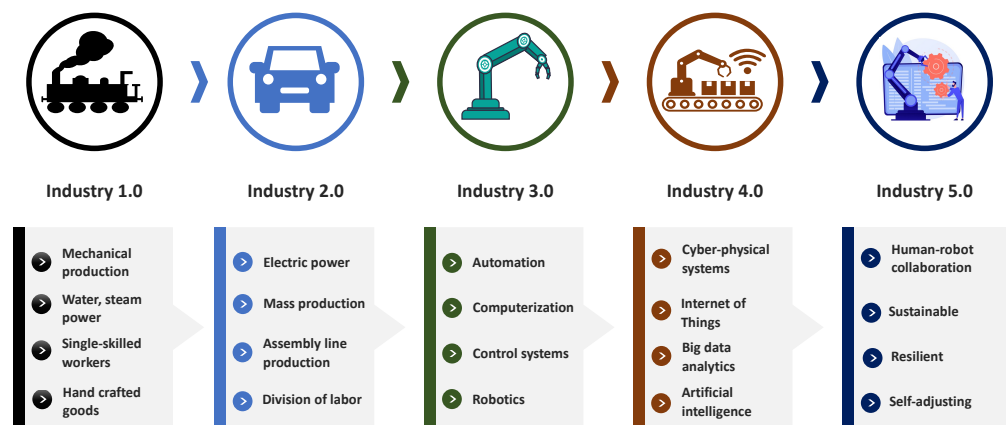 Industry 1.0
Industry 2.0
Industry 3.0
Industry 4.0
Industry 5.0
Mechanical
production
Water, steam
power
Single-skilled
workers
Hand crafted
goods
Electric power
Mass production
Assembly line
production
Division of labor
Automation
Computerization
Control systems
Robotics
Cyber-physical
systems
Internet of
Things
Big data
analytics
Artificial
intelligence
Human-robot
collaboration
Sustainable
Resilient
Self-adjusting